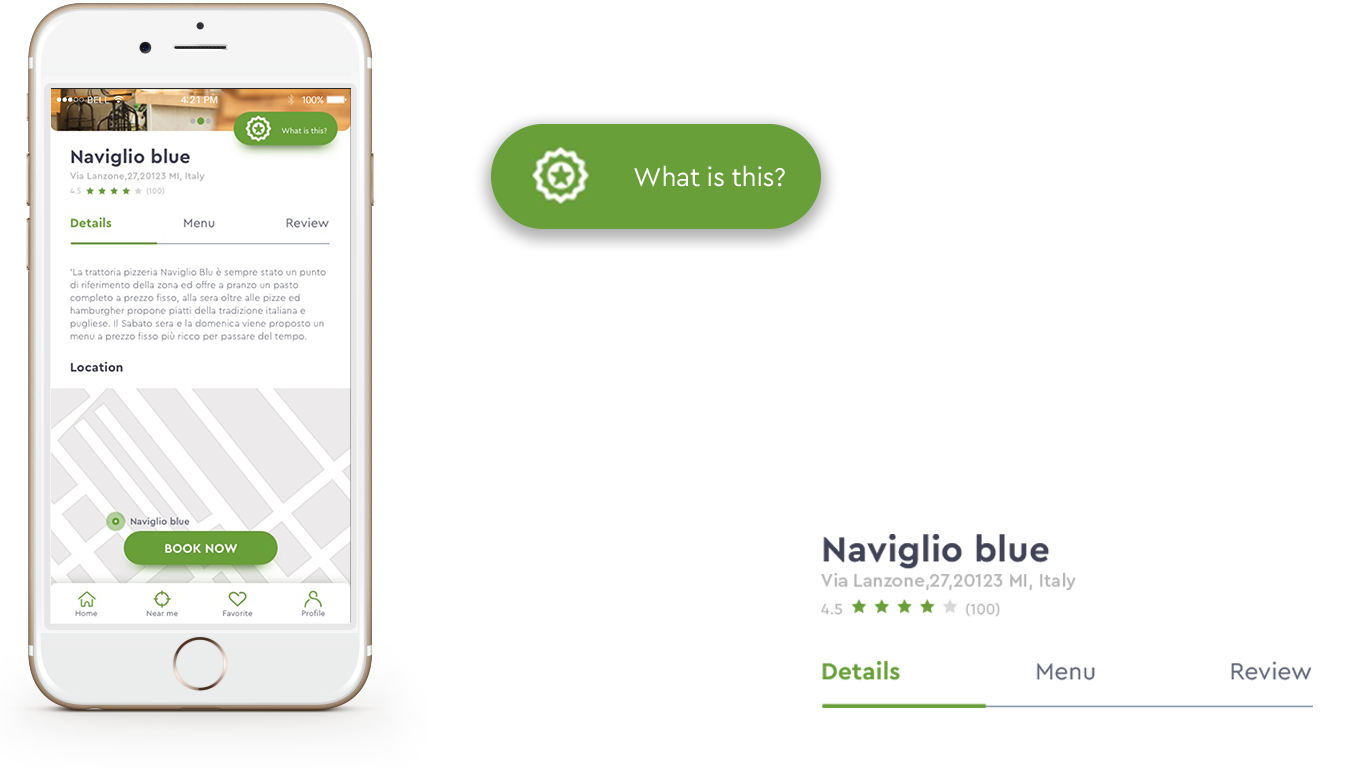 BELL 4:21 PM 100%
What is this?
Naviglio blue
Via Lanzone,27,20123 MI, Italy
4.5 (100)
Details Menu Review
"La trattoria pizzeria Naviglio Blu è sempre stato un punto
di riferimento della zona ed offre a pranzo un pasto
completo a prezzo fisso, alla sera oltre alle pizze ed
hamburgher propone piatti della tradizione italiana e
pugliese. Il Sabato sera e la domenica viene proposto un
menu a prezzo fisso più ricco per passare del tempo.
Location
Naviglio blue
BOOK NOW
Home Near me Favorite Profile
What is this?
Naviglio blue
Via Lanzone,27,20123 MI, Italy
4.5 (100)
Details Menu Review